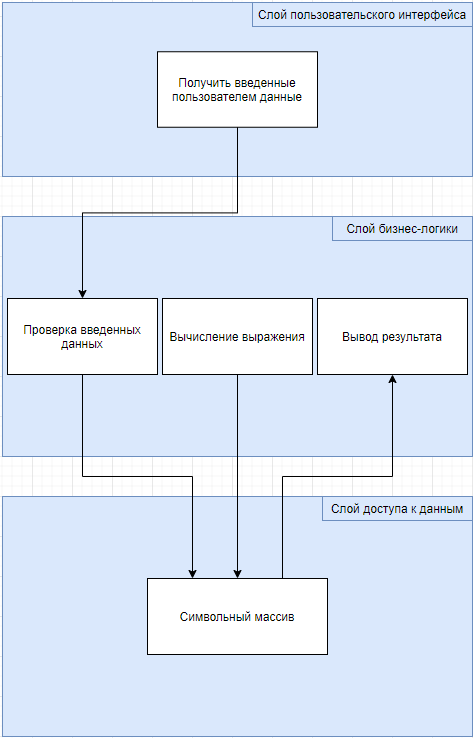 Слой пользовательского интерфейса
Получить введенные
пользователем данные
Слой бизнес-логики
Проверка введенных
данных
Вычисление выражения
Вывод результата
Слой доступа к данным
Символьный массив